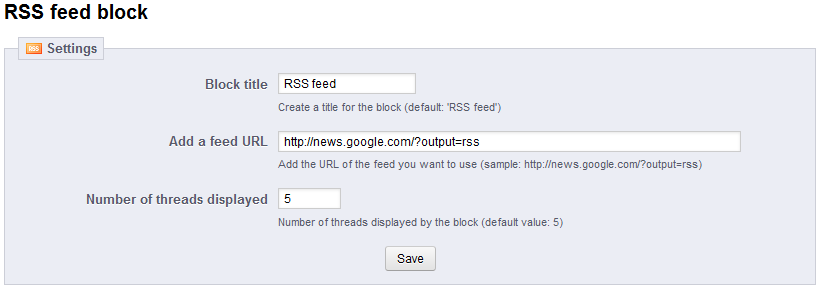 RSS feed block
RSS Settings
Block title RSS feed
Create a title for the block (default: 'RSS feed')
Add a feed URL http://news.google.com/?output=rss
Add the URL of the feed you want to use (sample: http://news.google.com/?output=rss)
Number of threads displayed 5
Number of threads displayed by the block (default value: 5)
Save